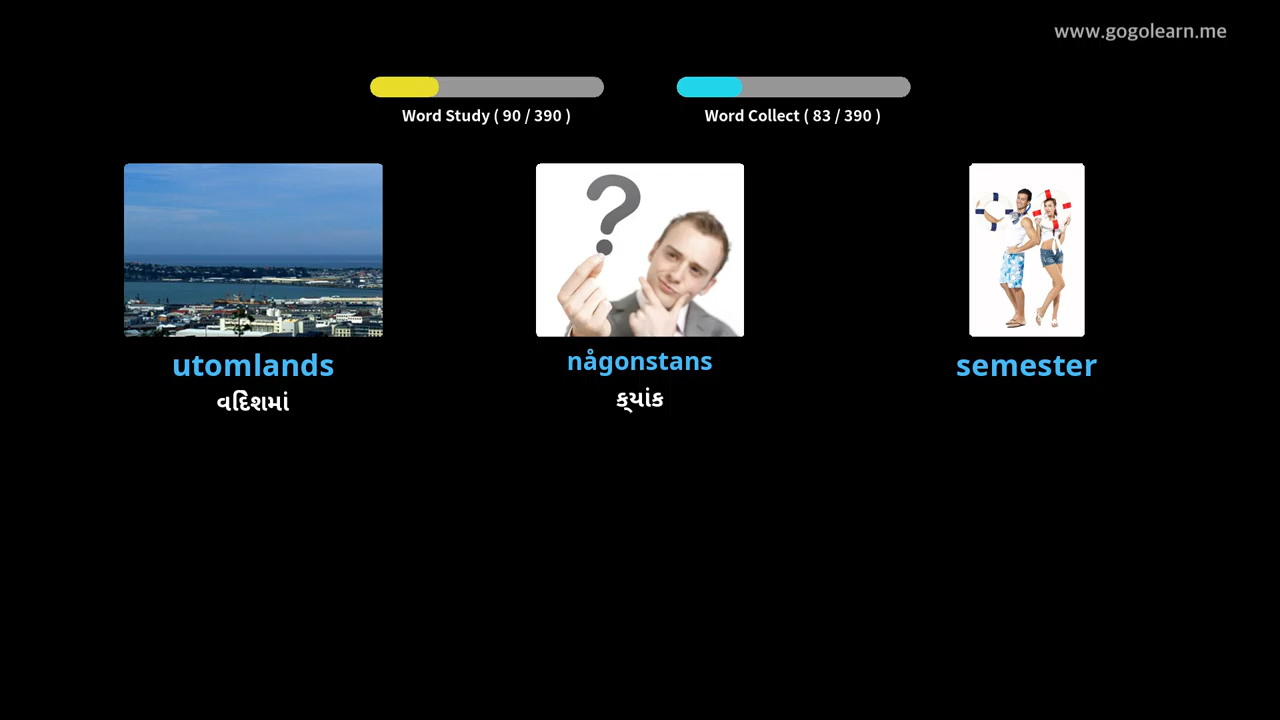 www.gogolearn.me
Word Study ( 90 / 390 )
Word Collect ( 83 / 390 )
utomlands
någonstans
semester
વિદેશમાં
ક્યાંક